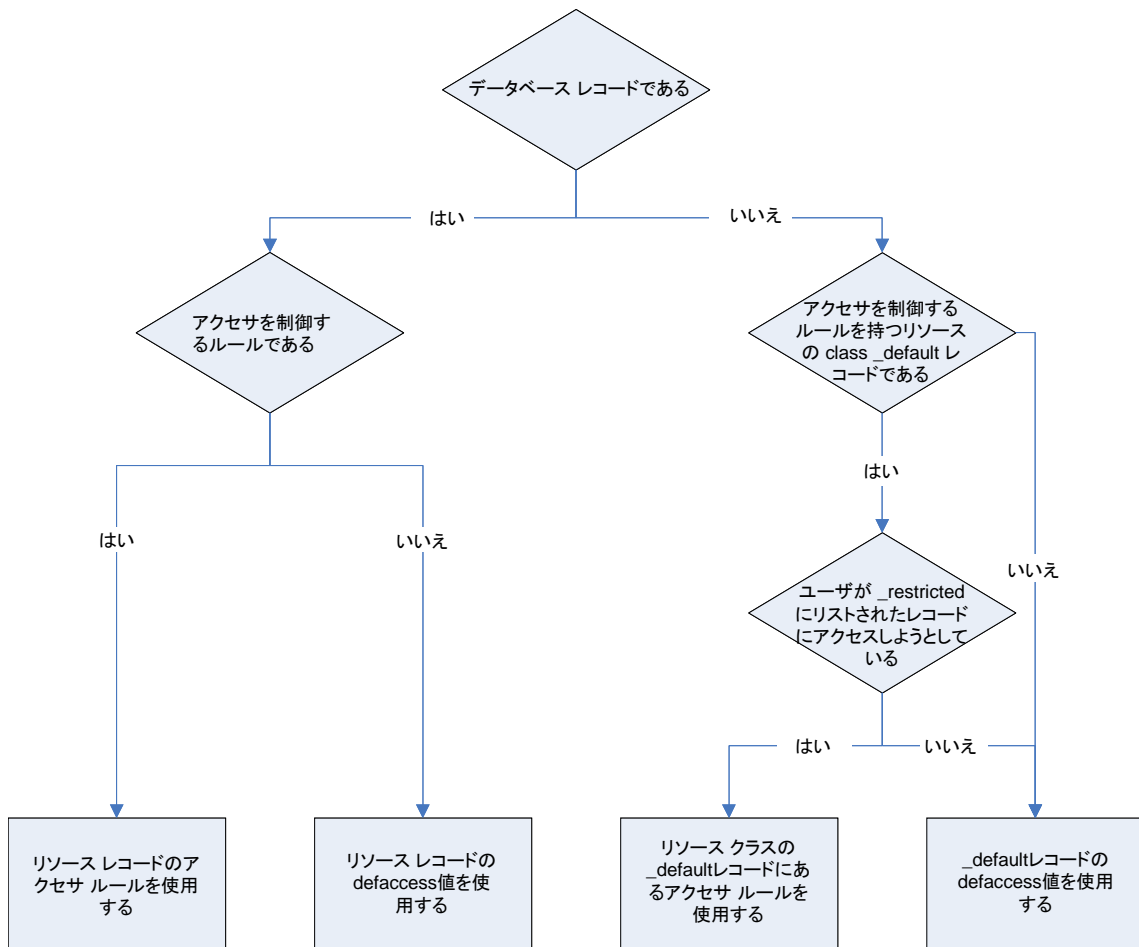 データベース レコードである
はい
いいえ
アクセサを制御す
るルールである
アクセサを制御する
ルールを持つリソース
の class _default レ
コードである
はい
はい
いいえ
ユーザが _restricted
にリストされたレコード
にアクセスしようとして
いる
いいえ
はい
いいえ
リソース レコードのア
クセサ ルールを使用
する
リソース レコードの
defaccess値を使
用する
リソース クラスの
_defaultレコードにあ
るアクセサ ルールを
使用する
_defaultレコードの
defaccess値を使用
する